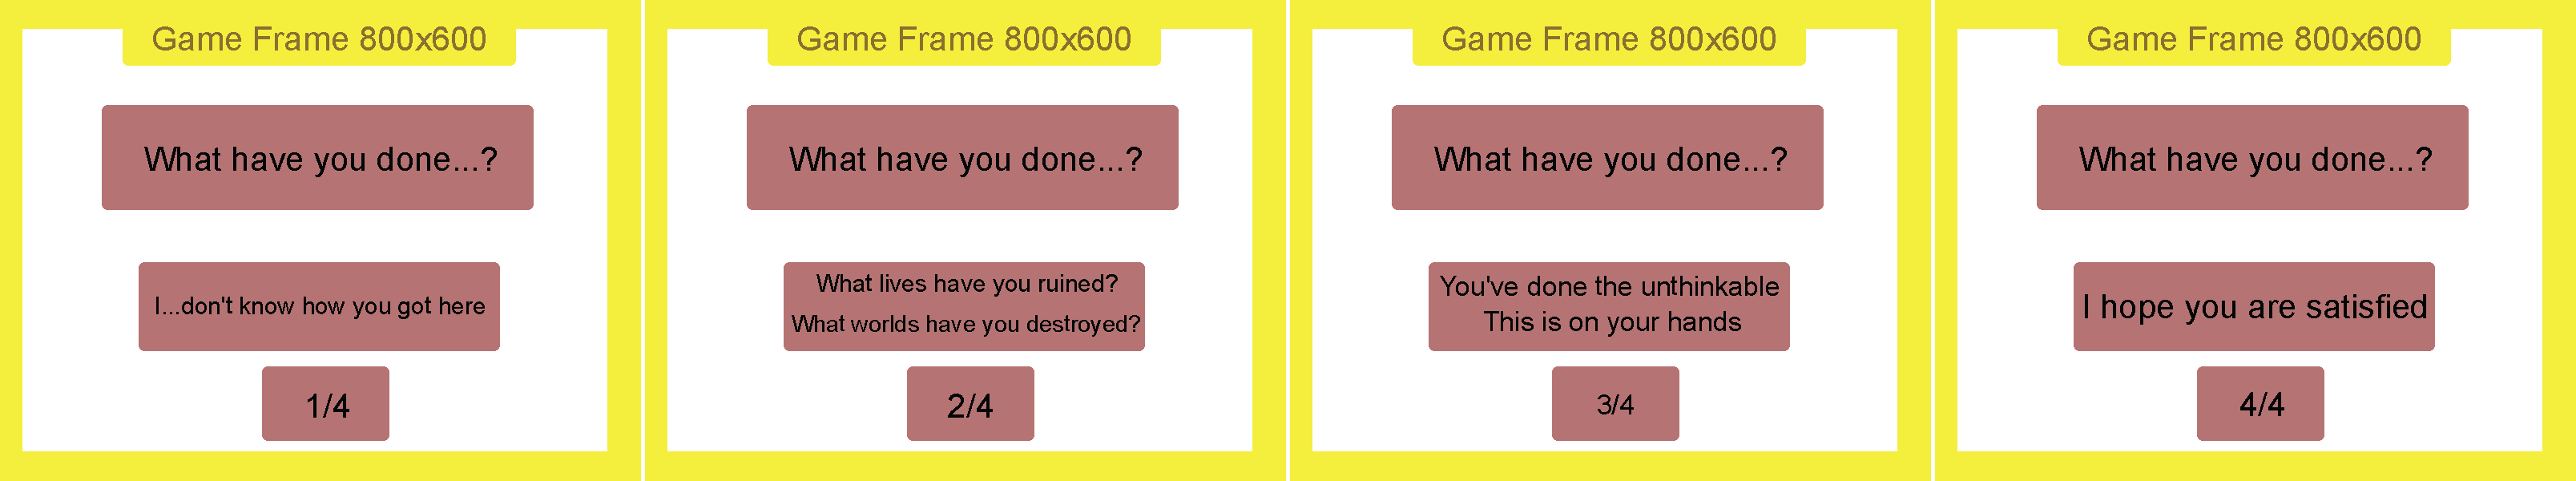 Game Frame 800x600
What have you done...?
I...don't know how you got here
1/4
Game Frame 800x600
What have you done...?
What lives have you ruined?
What worlds have you destroyed?
2/4
Game Frame 800x600
What have you done...?
You've done the unthinkable
This is on your hands
3/4
Game Frame 800x600
What have you done...?
I hope you are satisfied
4/4